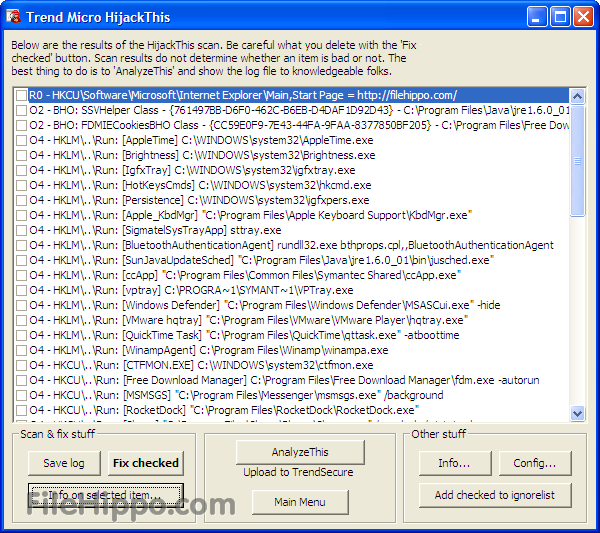 Trend Micro HijackThis
Below are the results of the HijackThis scan. Be careful what you delete with the 'Fix
checked' button. Scan results do not determine whether an item is bad or not. The
best thing to do is to 'AnalyzeThis' and show the log file to knowledgeable folks.
R0 - HKCU\Software\Microsoft\Internet Explorer\Main,Start Page = http://filehippo.com/
O2 - BHO: SSVHelper Class - {761497BB-D6F0-462C-B6EB-D4DAF1D92D43} - C:\Program Files\Java\jre1.6.0_01
O2 - BHO: FDMIECookiesBHO Class - {CC59E0F9-7E43-44FA-9FAA-8377850BF205} - C:\Program Files\Free Dow
O4 - HKLM\..\Run: [AppleTime] C:\WINDOWS\system32\AppleTime.exe
O4 - HKLM\..\Run: [Brightness] C:\WINDOWS\system32\Brightness.exe
O4 - HKLM\..\Run: [IgfxTray] C:\WINDOWS\system32\igfxtray.exe
O4 - HKLM\..\Run: [HotKeysCmds] C:\WINDOWS\system32\hkcmd.exe
O4 - HKLM\..\Run: [Persistence] C:\WINDOWS\system32\igfxpers.exe
O4 - HKLM\..\Run: [Apple_KbdMgr] "C:\Program Files\Apple Keyboard Support\KbdMgr.exe"
O4 - HKLM\..\Run: [SigmatelSysTrayApp] sttray.exe
O4 - HKLM\..\Run: [BluetoothAuthenticationAgent] rundll32.exe bthprops.cpl,,BluetoothAuthenticationAgent
O4 - HKLM\..\Run: [SunJavaUpdateSched] "C:\Program Files\Java\jre1.6.0_01\bin\jusched.exe"
O4 - HKLM\..\Run: [ccApp] "C:\Program Files\Common Files\Symantec Shared\ccApp.exe"
O4 - HKLM\..\Run: [vptray] C:\PROGRA~1\SYMANT~1\VPTray.exe
O4 - HKLM\..\Run: [Windows Defender] "C:\Program Files\Windows Defender\MSASCui.exe" -hide
O4 - HKLM\..\Run: [VMware hqtray] "C:\Program Files\VMware\VMware Player\hqtray.exe"
O4 - HKLM\..\Run: [QuickTime Task] "C:\Program Files\QuickTime\qttask.exe" -atboottime
O4 - HKLM\..\Run: [WinampAgent] C:\Program Files\Winamp\winampa.exe
O4 - HKCU\..\Run: [CTFMON.EXE] C:\WINDOWS\system32\ctfmon.exe
O4 - HKCU\..\Run: [Free Download Manager] C:\Program Files\Free Download Manager\fdm.exe -autorun
O4 - HKCU\..\Run: [MSMSGS] "C:\Program Files\Messenger\msmsgs.exe" /background
O4 - HKCU\..\Run: [RocketDock] "C:\Program Files\RocketDock\RocketDock.exe"
Scan & fix stuff
Save log
Fix checked
Info on selected item...
AnalyzeThis
Upload to TrendSecure
Main Menu
Other stuff
Info...
Config...
Add checked to ignorelist
FileHippo.com